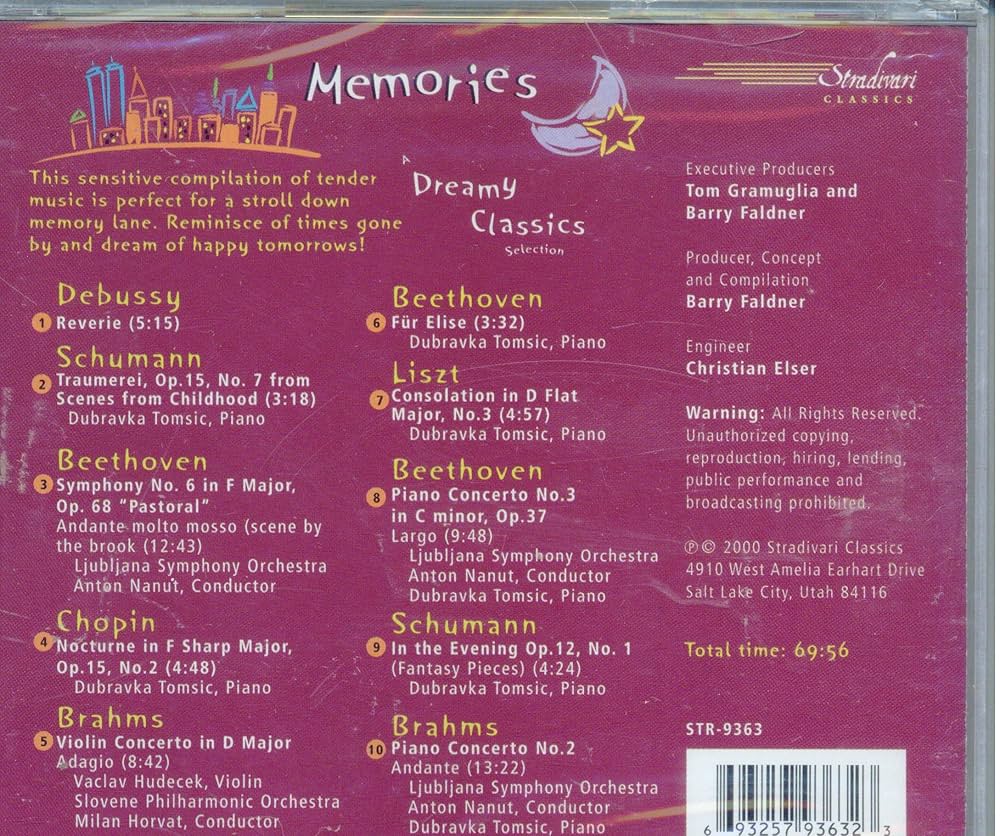 Memories
Stradivari
CLASSICS
A
Dreamy
Classics
Selection
This sensitive compilation of tender
music is perfect for a stroll down
memory lane. Reminisce of times gone
by and dream of happy tomorrows!
Debussy
1 Reverie (5:15)
Schumann
2 Traumerei, Op.15, No. 7 from
Scenes from Childhood (3:18)
Dubravka Tomsic, Piano
Beethoven
3 Symphony No. 6 in F Major,
Op. 68 "Pastoral"
Andante molto mosso (scene by
the brook (12:43)
Ljubljana Symphony Orchestra
Anton Nanut, Conductor
Chopin
4 Nocturne in F Sharp Major,
Op.15, No.2 (4:48)
Dubravka Tomsic, Piano
Brahms
5 Violin Concerto in D Major
Adagio (8:42)
Vaclav Hudecek, Violin
Slovene Philharmonic Orchestra
Milan Horvat, Conductor
Beethoven
6 Für Elise (3:32)
Dubravka Tomsic, Piano
Liszt
7 Consolation in D Flat
Major, No.3 (4:57)
Dubravka Tomsic, Piano
Beethoven
8 Piano Concerto No.3
in C minor, Op.37
Largo (9:48)
Ljubljana Symphony Orchestra
Anton Nanut, Conductor
Dubravka Tomsic, Piano
Schumann
9 In the Evening Op.12, No. 1
(Fantasy Pieces) (4:24)
Dubravka Tomsic, Piano
Brahms
10 Piano Concerto No.2
Andante (13:22)
Ljubljana Symphony Orchestra
Anton Nanut, Conductor
Dubravka Tomsic, Piano
Executive Producers
Tom Gramuglia and
Barry Faldner
Producer, Concept
and Compilation
Barry Faldner
Engineer
Christian Elser
Warning: All Rights Reserved.
Unauthorized copying,
reproduction, hiring, lending,
public performance and
broadcasting prohibited.
℗© 2000 Stradivari Classics
4910 West Amelia Earhart Drive
Salt Lake City, Utah 84116
Total time: 69:56
STR-9363
6 93257 93632 3